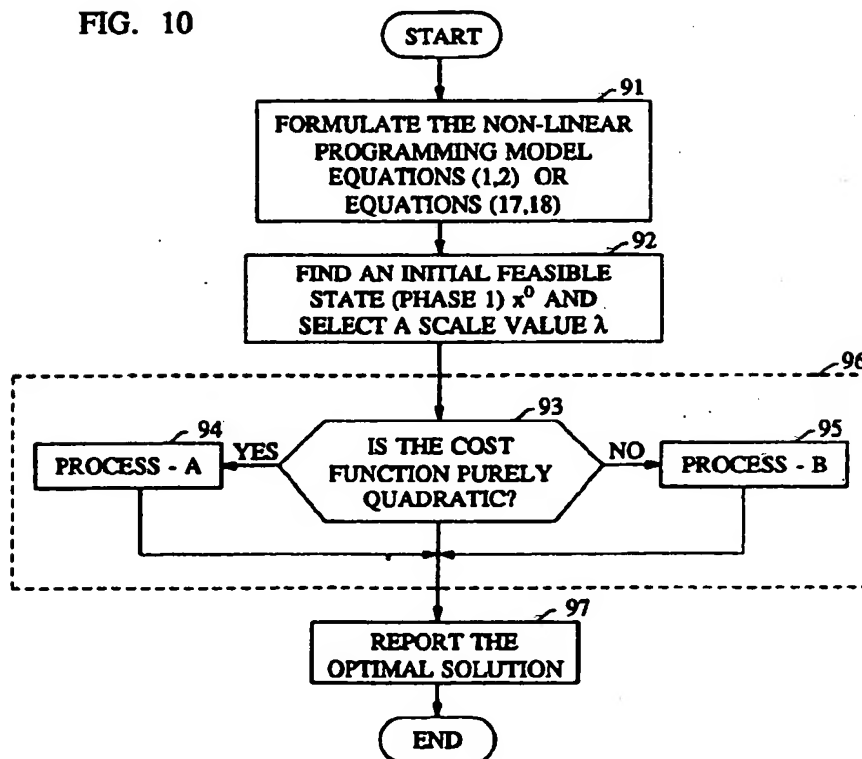 FIG. 10
START
91
FORMULATE THE NON-LINEAR
PROGRAMMING MODEL
EQUATIONS (1,2) OR
EQUATIONS (17,18)
92
FIND AN INITIAL FEASIBLE
STATE (PHASE 1) x⁰ AND
SELECT A SCALE VALUE λ
96
93
IS THE COST
FUNCTION PURELY
QUADRATIC?
94
YES
PROCESS - A
NO
95
PROCESS - B
97
REPORT THE
OPTIMAL SOLUTION
END